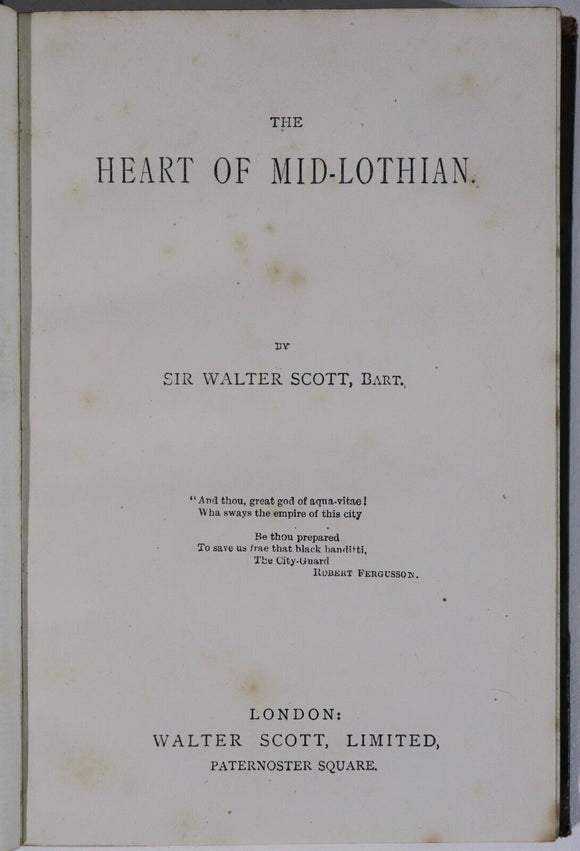 THE
HEART OF MID-LOTHIAN.
BY
SIR WALTER SCOTT, BART.,
"And thou, great god of aqua-vitae!
Wha sways the empire of this city
Be thou prepared
To save us frae that black banditti,
The City-Guard
ROBERT FERGUSSON.
LONDON:
WALTER SCOTT, LIMITED,
PATERNOSTER SQUARE.